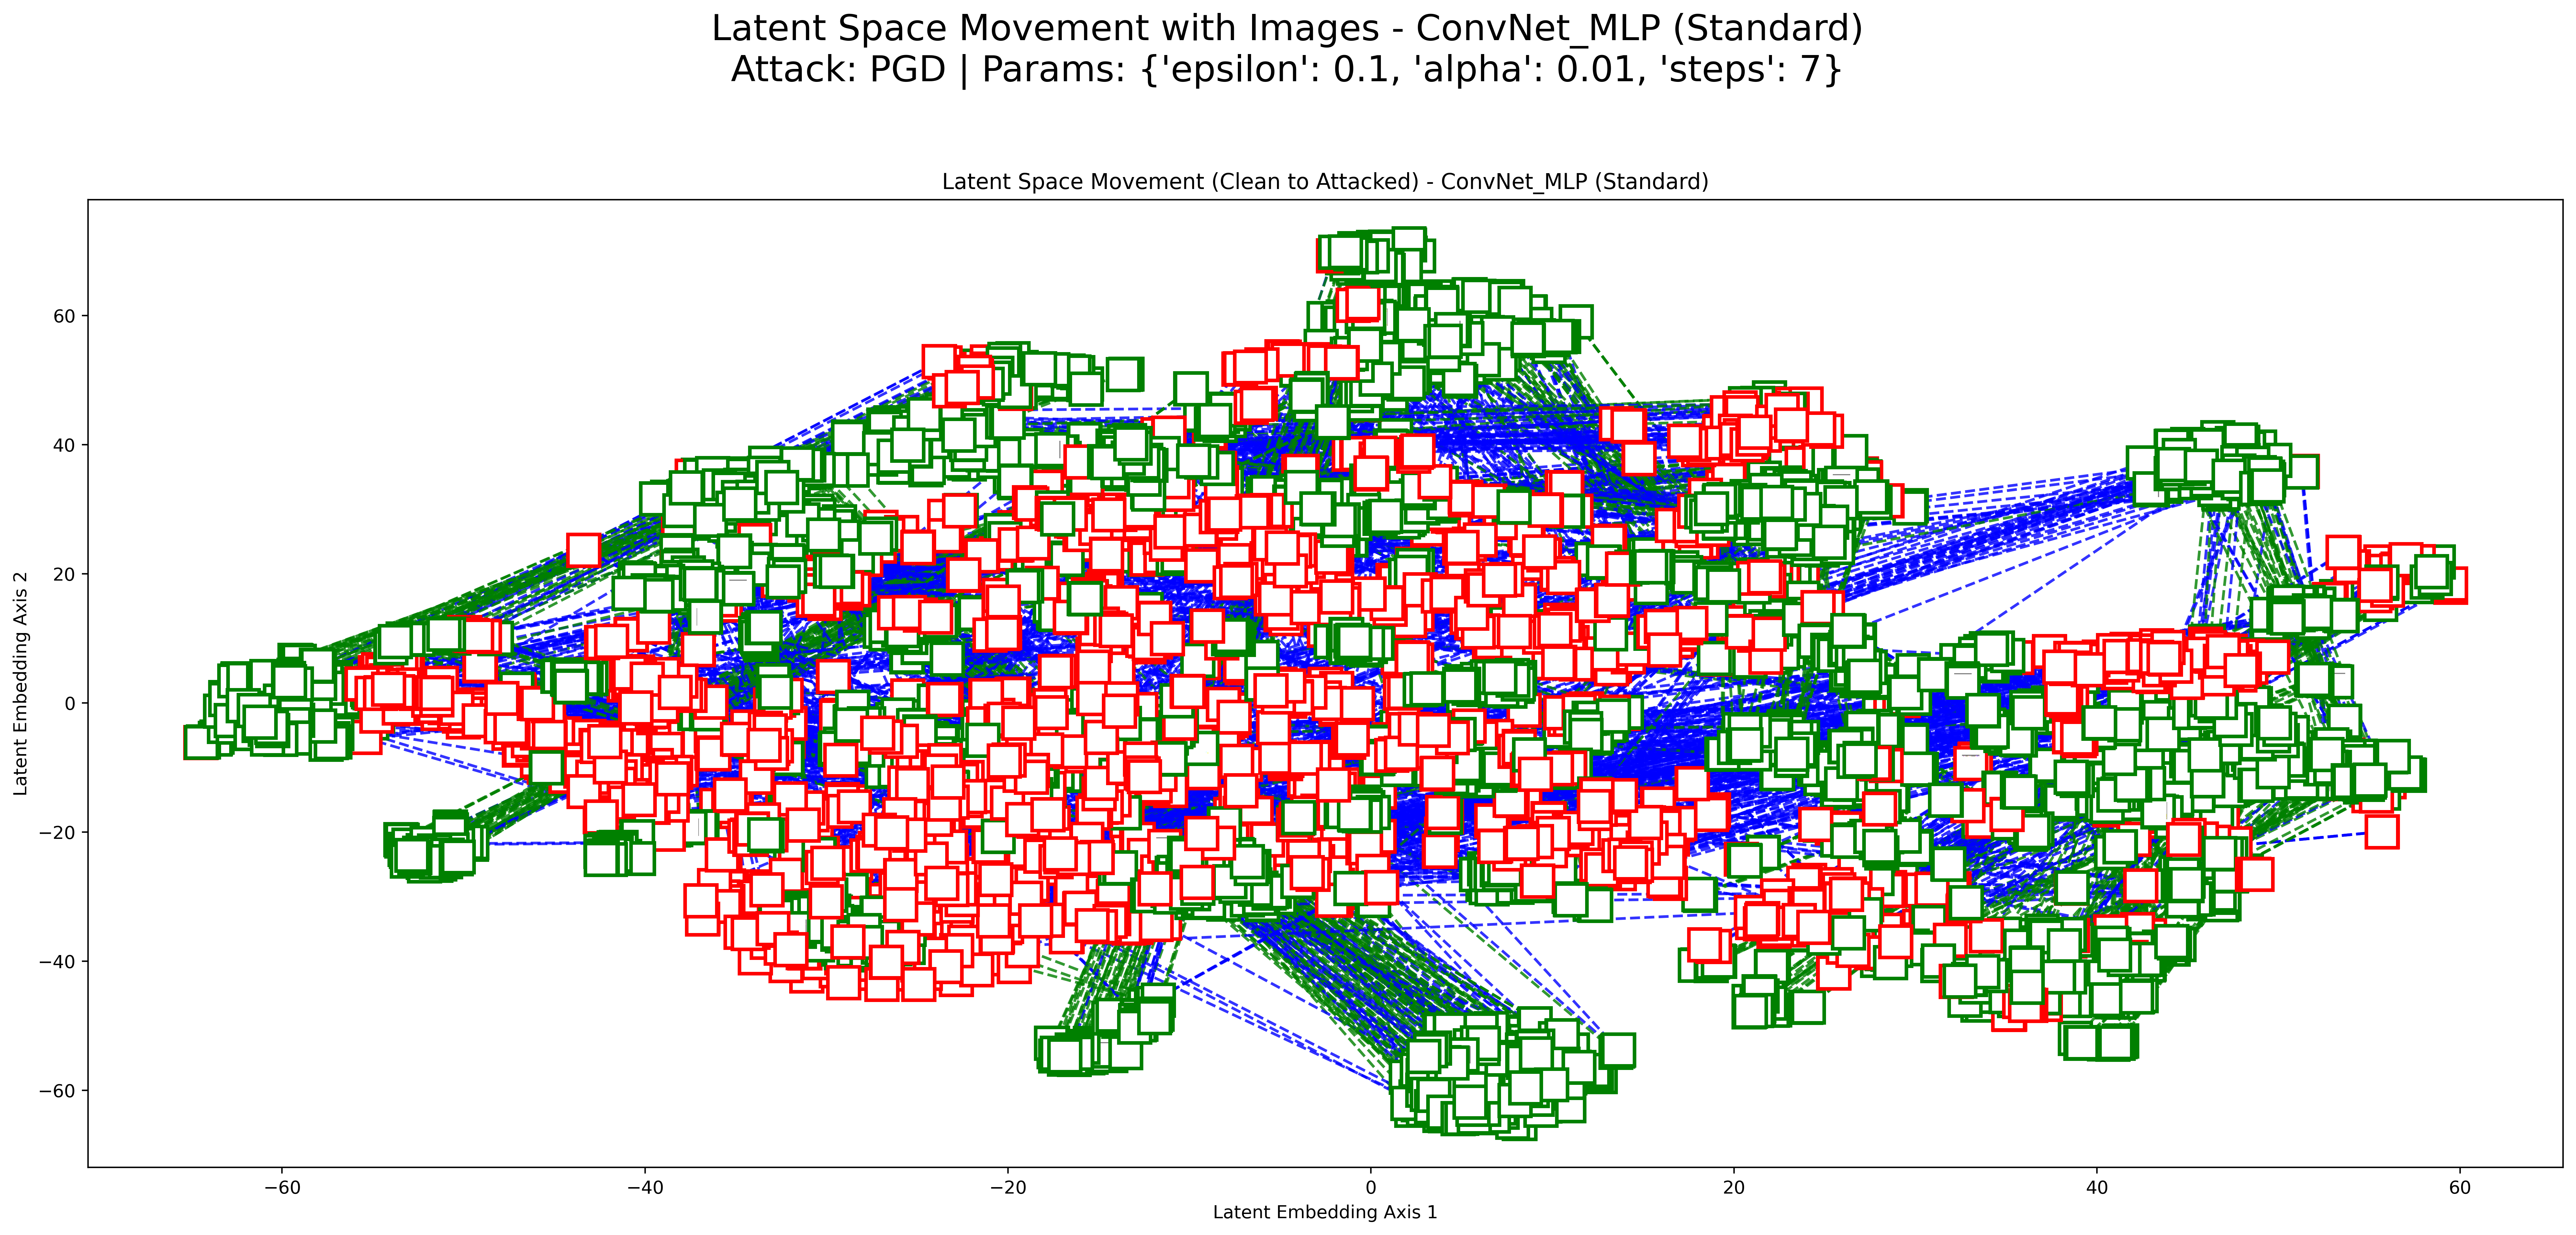 Latent Space Movement with Images - ConvNet_MLP (Standard)
Attack: PGD | Params: {'epsilon': 0.1, 'alpha': 0.01, 'steps': 7}
Latent Space Movement (Clean to Attacked) - ConvNet_MLP (Standard)
60
40
20
0
−20
−40
−60
Latent Embedding Axis 2
−60
−40
−20
0
20
40
60
Latent Embedding Axis 1